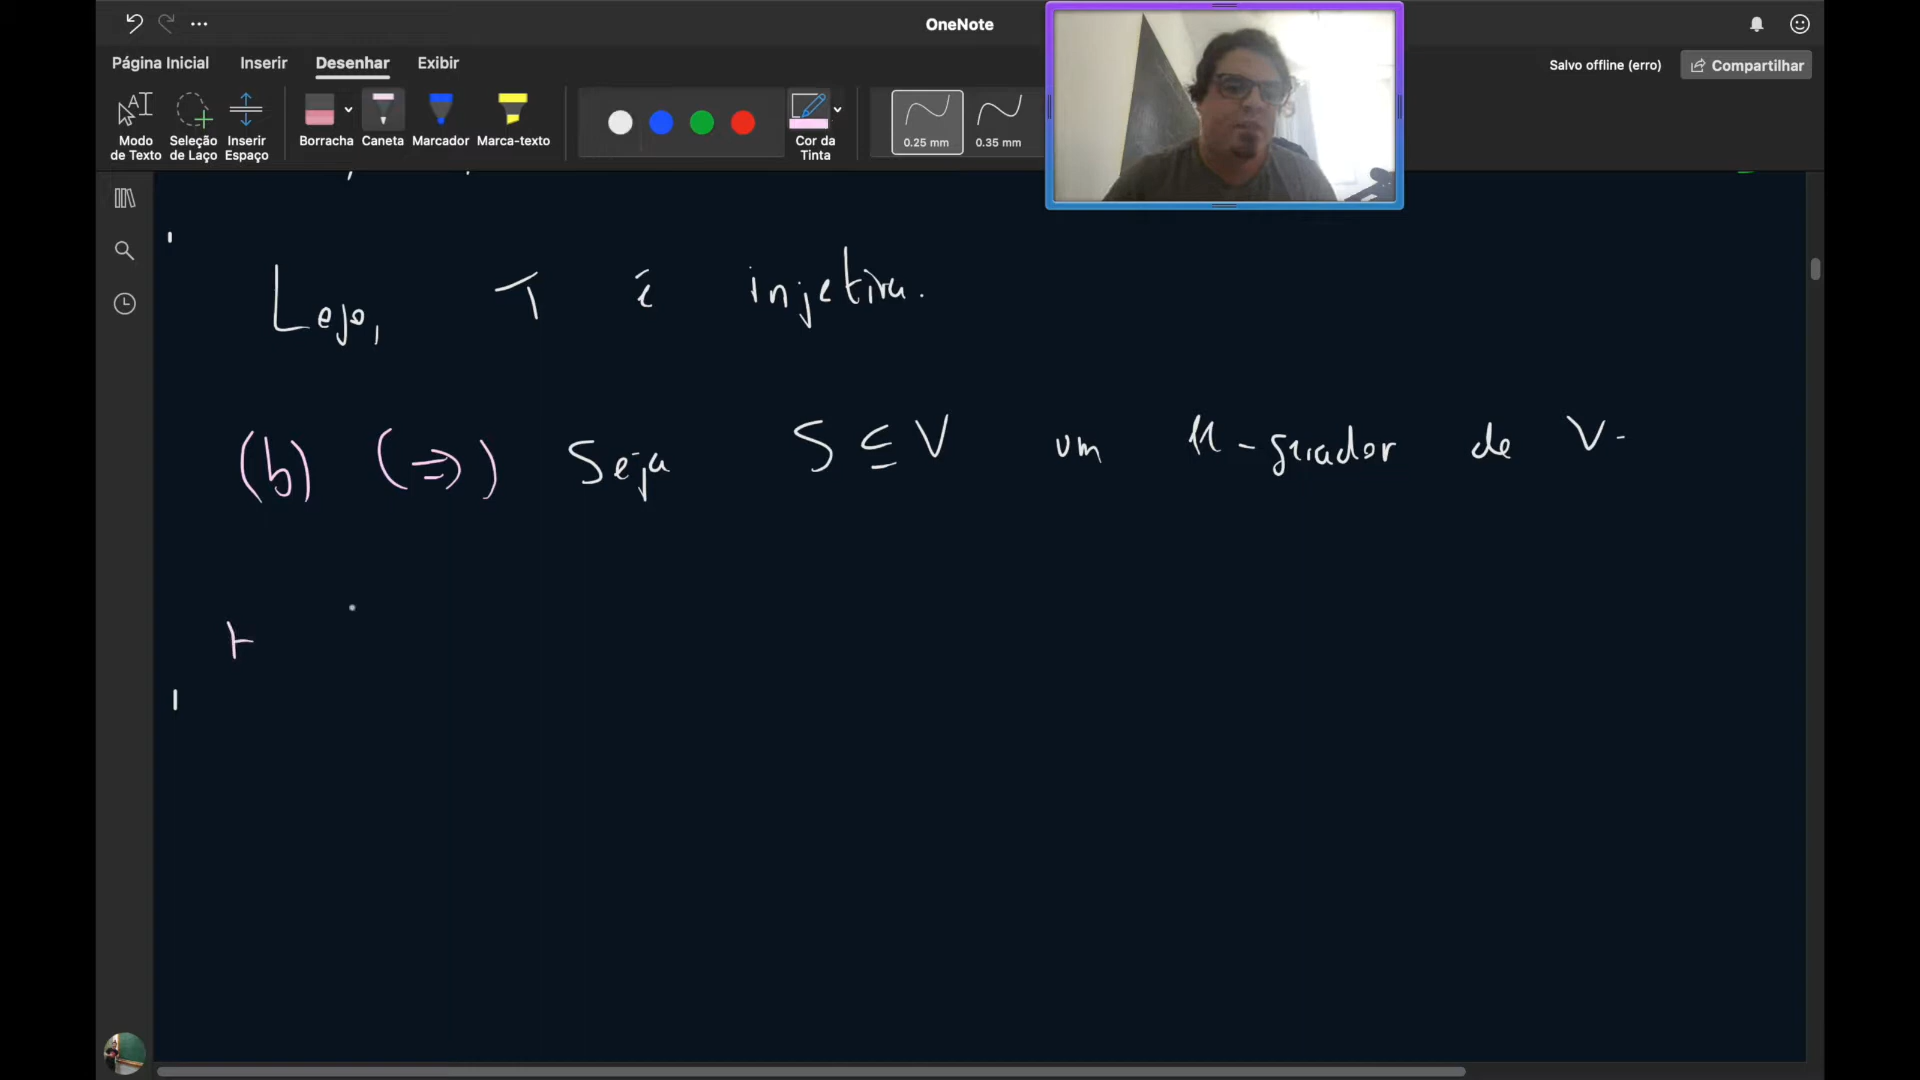 OneNote
Página Inicial Inserir Desenhar Exibir
Salvo offline (erro) Compartilhar
Modo de Texto Seleção de Laço Inserir Espaço Borracha Caneta Marcador Marca-texto Cor da Tinta 0.25 mm 0.35 mm
Logo, T é injetiva.
(b) (⇒) Seja S ⊆ V um K-gerador de V.